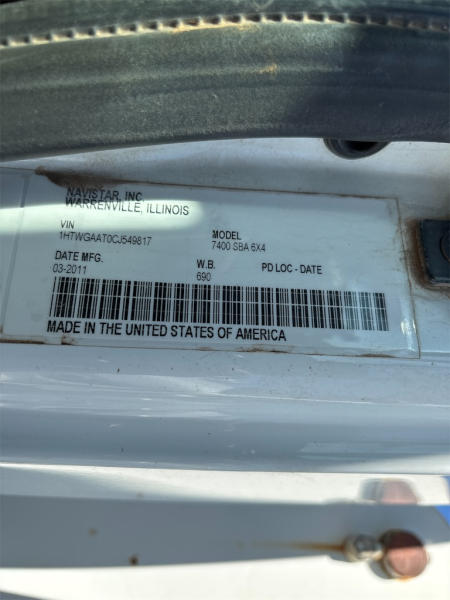 NAVISTAR, INC
WARRENVILLE, ILLINOIS
VIN MODEL
1HTWGAAT0CJ549817 7400 SBA 6X4
DATE MFG. W.B. PD LOC - DATE
03-2011 690
MADE IN THE UNITED STATES OF AMERICA